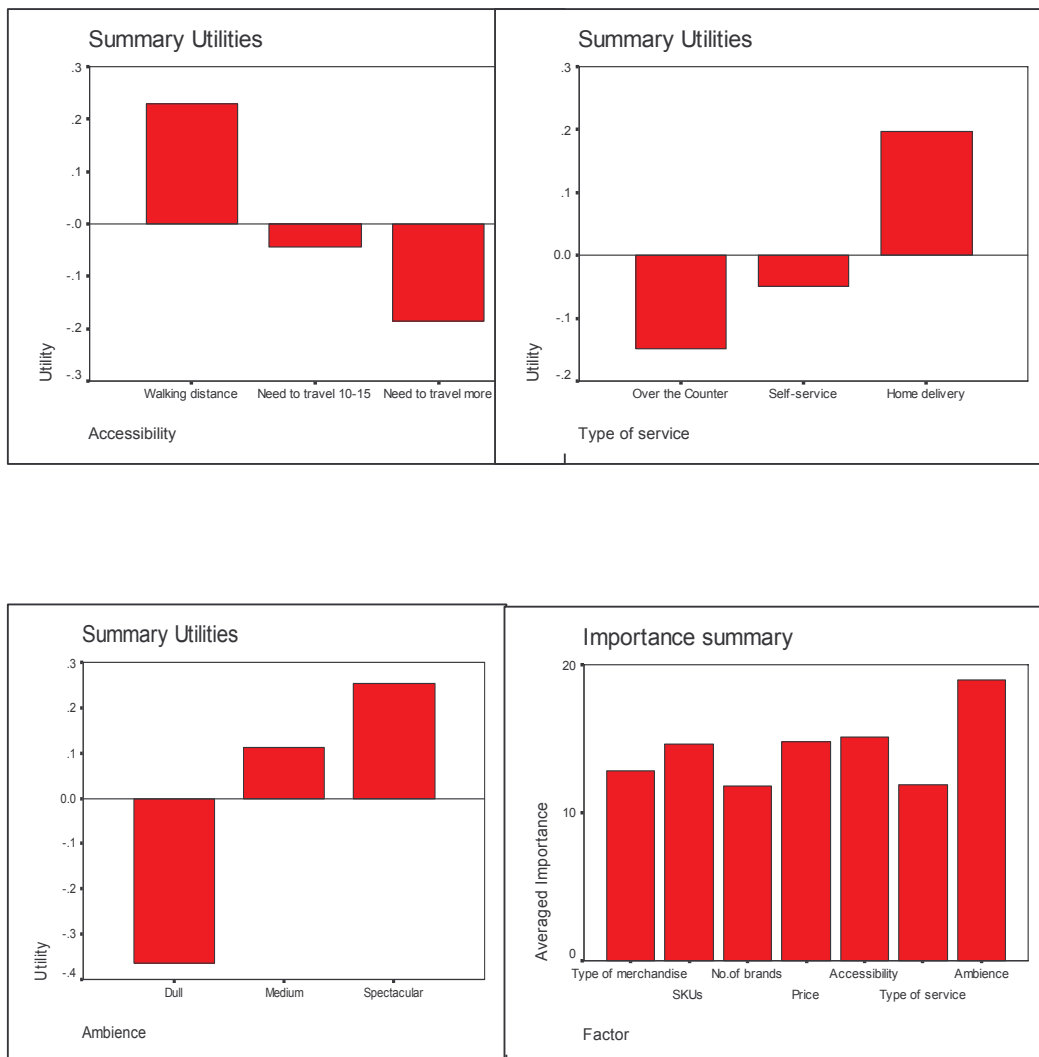 Summary Utilities
.3
.2
.1
-.0
-.1
-.2
-.3
Utility
Walking distance Need to travel 10-15 Need to travel more
Accessibility
Summary Utilities
.3
.2
.1
0.0
-.1
-.2
Utility
Over the Counter Self-service Home delivery
Type of service
Summary Utilities
.3
.2
.1
0.0
-.1
-.2
-.3
-.4
Utility
Dull Medium Spectacular
Ambience
Importance summary
20
10
0
Averaged Importance
Type of merchandise No.of brands Accessibility Ambience
SKUs Price Type of service
Factor